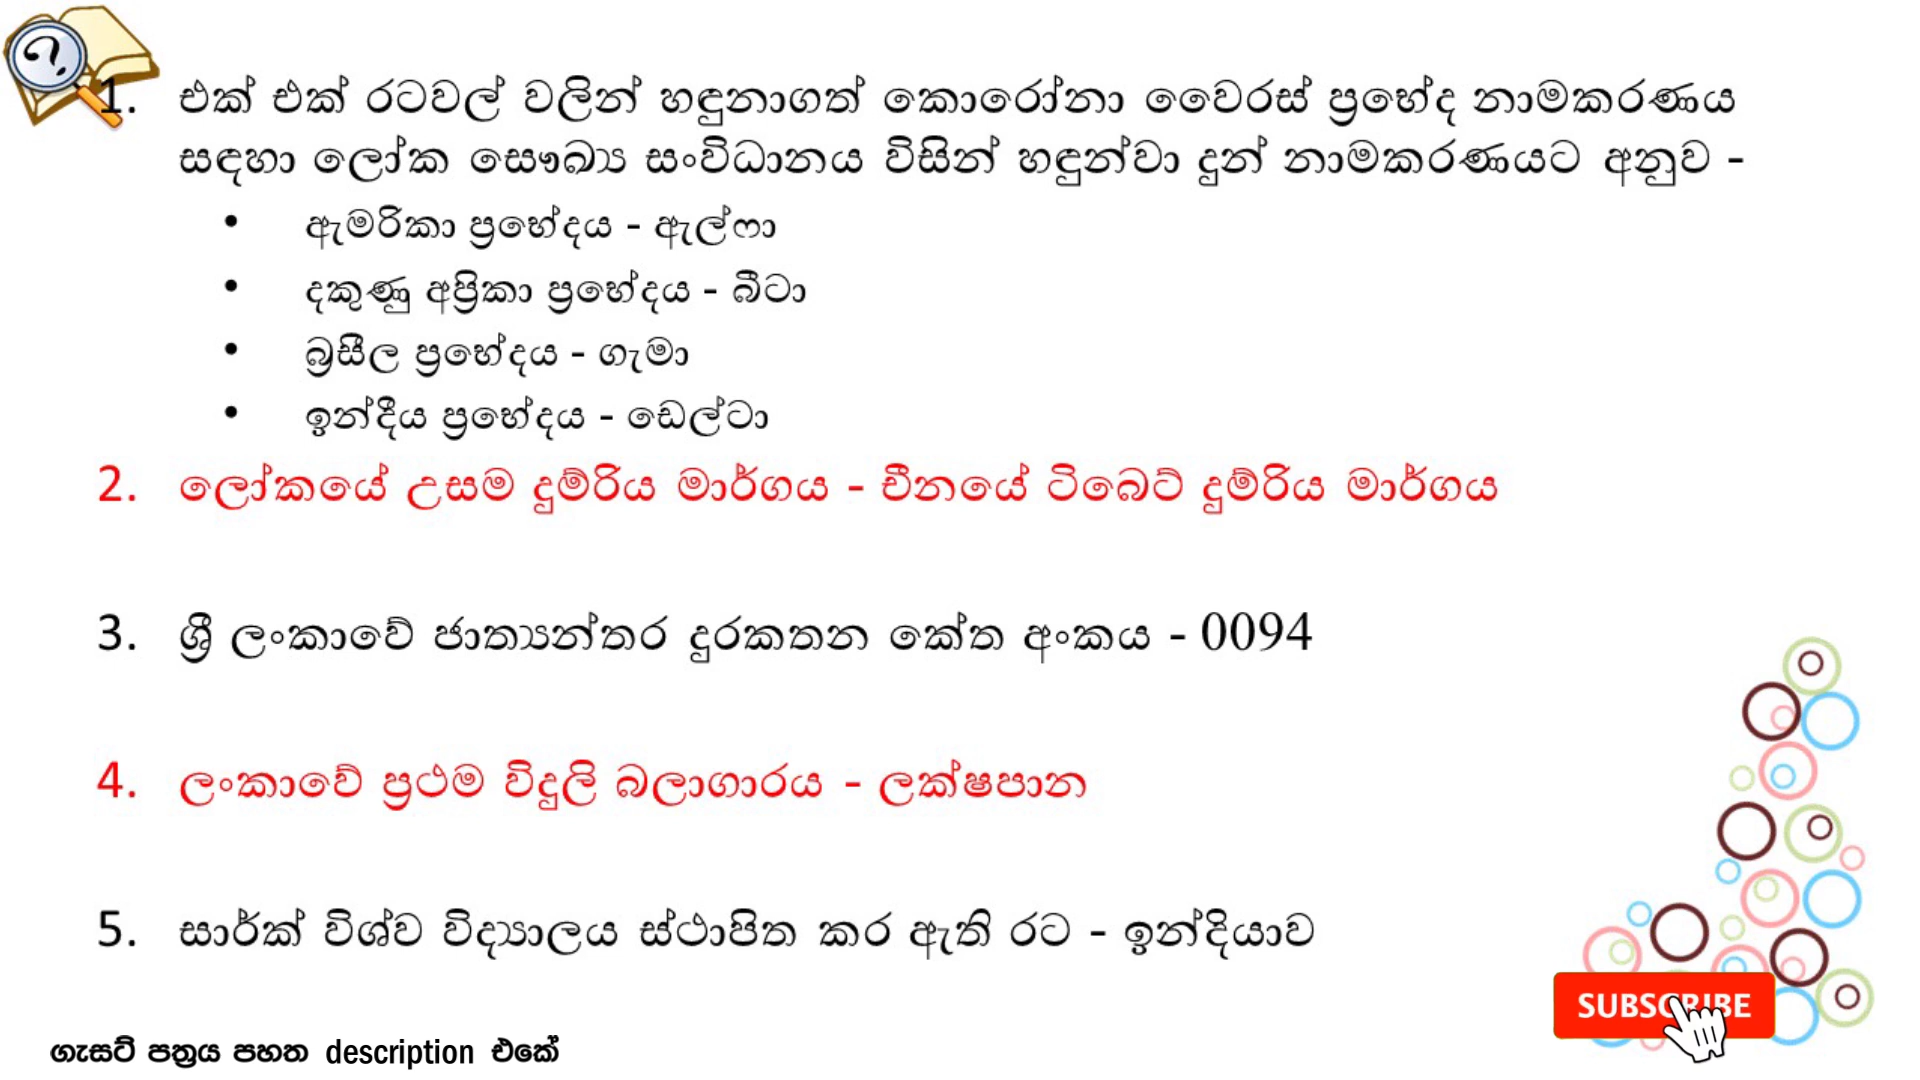 ?
1. එක් එක් රටවල් වලින් හඳුනාගත් කොරෝනා වෛරස් ප්‍රභේද නාමකරණය
සඳහා ලෝක සෞඛ්‍ය සංවිධානය විසින් හඳුන්වා දුන් නාමකරණයට අනුව -
• ඇමරිකා ප්‍රභේදය - ඇල්ෆා
• දකුණු අප්‍රිකා ප්‍රභේදය - බීටා
• බ්‍රසීල ප්‍රභේදය - ගැමා
• ඉන්දීය ප්‍රභේදය - ඩෙල්ටා
2. ලෝකයේ උසම දුම්රිය මාර්ගය - චීනයේ ටිබෙට් දුම්රිය මාර්ගය
3. ශ්‍රී ලංකාවේ ජාත්‍යන්තර දුරකතන කේත අංකය - 0094
4. ලංකාවේ ප්‍රථම විදුලි බලාගාරය - ලක්ෂපාන
5. සාර්ක් විශ්ව විද්‍යාලය ස්ථාපිත කර ඇති රට - ඉන්දියාව
SUBSCRIBE
ගැසට් පත්‍රය පහත description එකේ